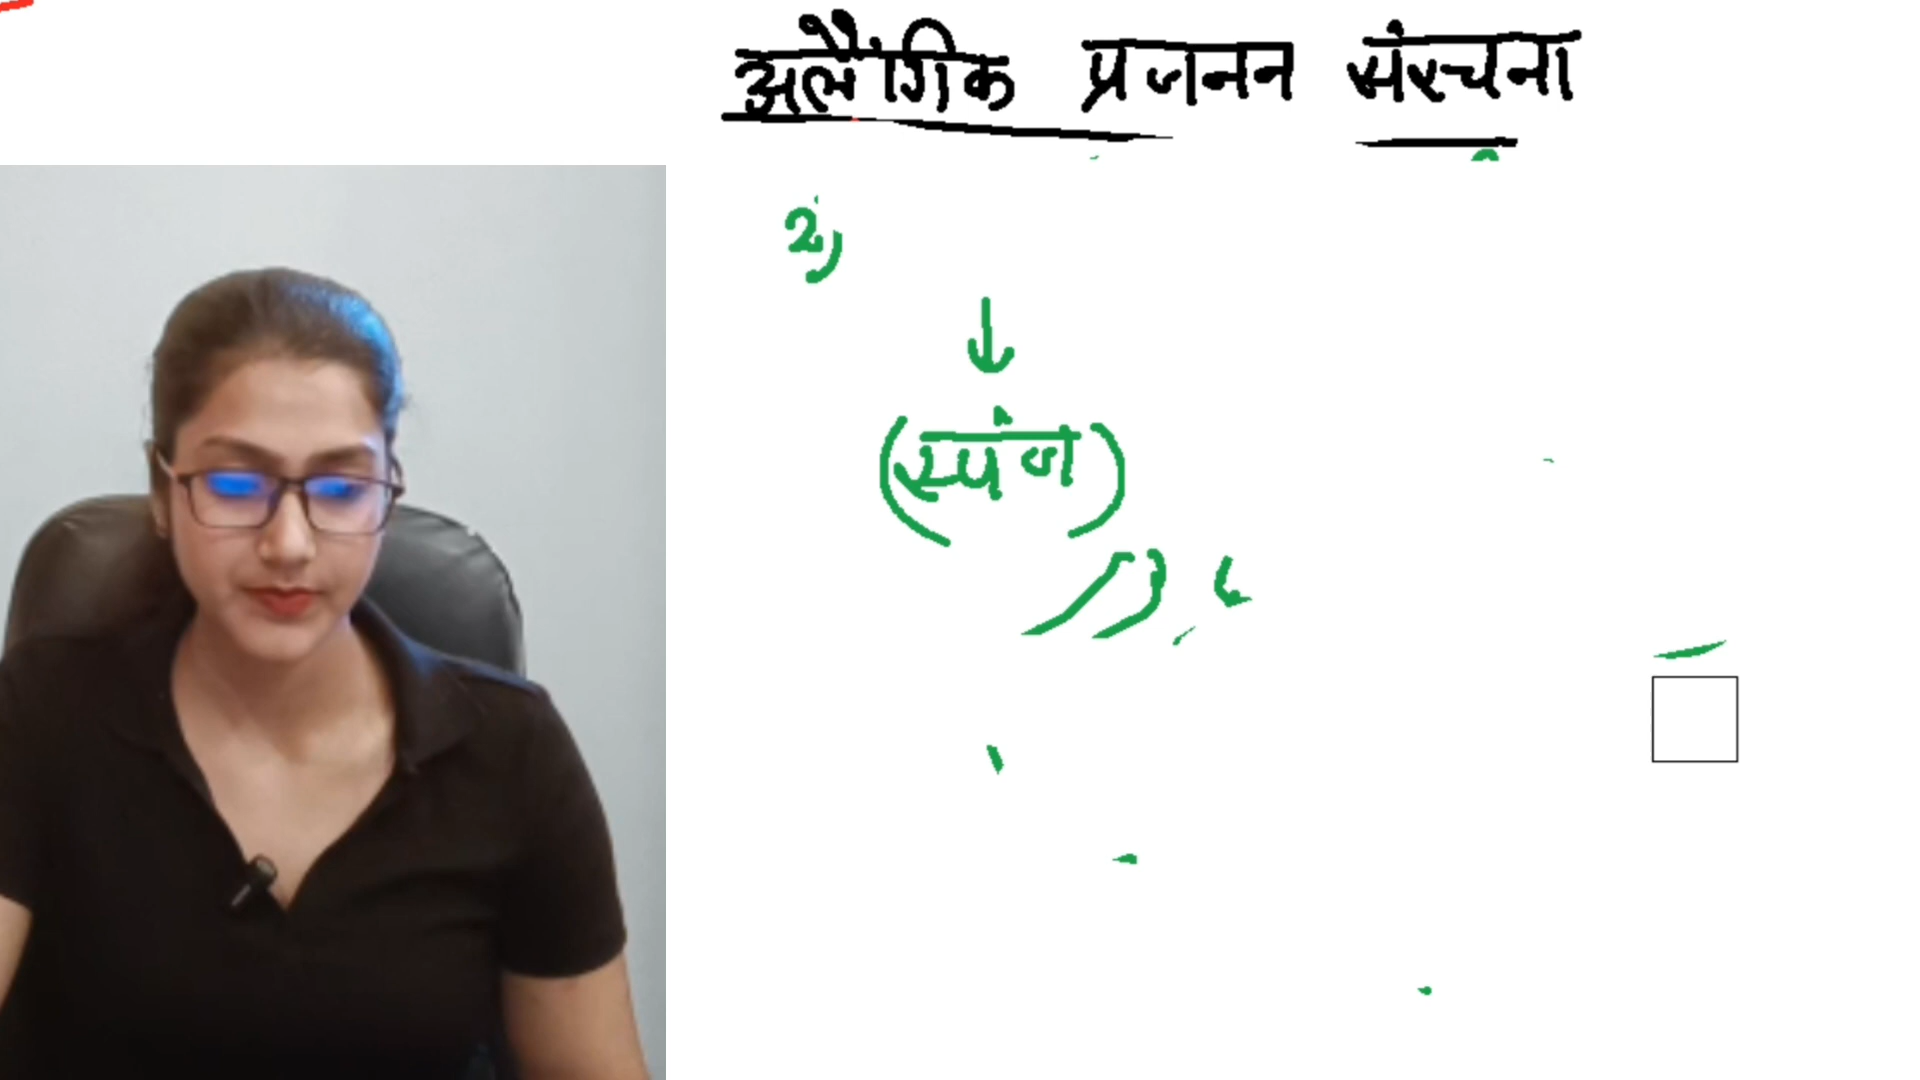 अलैंगिक प्रजनन संरचना
2)
(स्पंज)